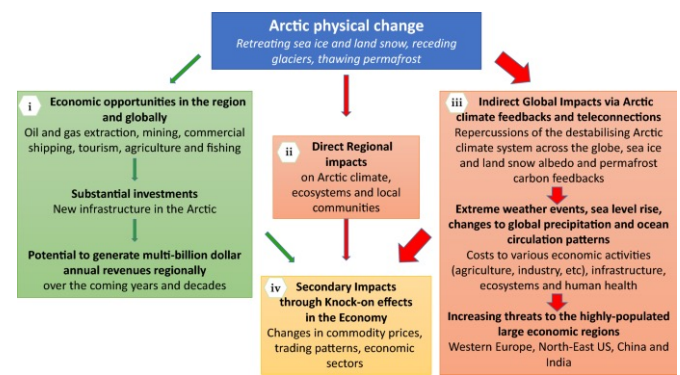 Arctic physical change
Retreating sea ice and land snow, receding
glaciers, thawing permafrost
i
Economic opportunities in the region
and globally
Oil and gas extraction, mining, commercial
shipping, tourism, agriculture and fishing
Substantial investments
New infrastructure in the Arctic
Potential to generate multi-billion dollar
annual revenues regionally
over the coming years and decades
ii
Direct Regional
impacts
on Arctic climate,
ecosystems and local
communities
iii
Indirect Global Impacts via Arctic
climate feedbacks and teleconnections
Repercussions of the destabilising Arctic
climate system across the globe, sea ice
and land snow albedo and permafrost
carbon feedbacks
Extreme weather events, sea level rise,
changes to global precipitation and ocean
circulation patterns
Costs to various economic activities
(agriculture, industry, etc), infrastructure,
ecosystems and human health
Increasing threats to the highly-populated
large economic regions
Western Europe, North-East US, China and
India
iv
Secondary Impacts
through Knock-on effects
in the Economy
Changes in commodity prices,
trading patterns, economic
sectors